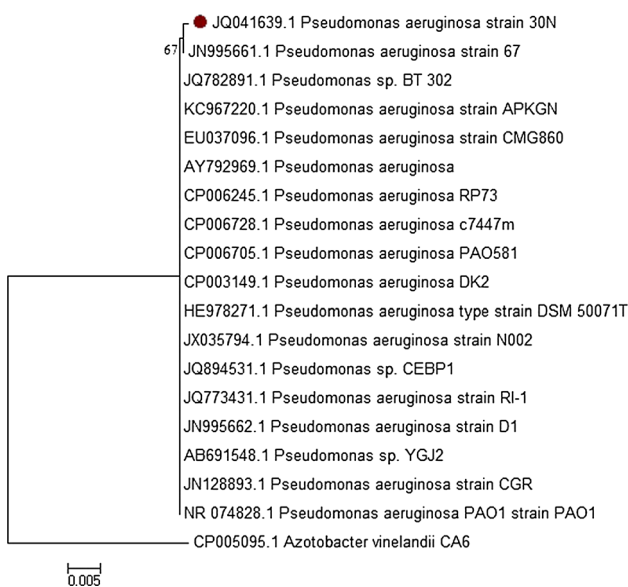 JQ041639.1 Pseudomonas aeruginosa strain 30N
67
JN995661.1 Pseudomonas aeruginosa strain 67
JQ782891.1 Pseudomonas sp. BT 302
KC967220.1 Pseudomonas aeruginosa strain APKGN
EU037096.1 Pseudomonas aeruginosa strain CMG860
AY792969.1 Pseudomonas aeruginosa
CP006245.1 Pseudomonas aeruginosa RP73
CP006728.1 Pseudomonas aeruginosa c7447m
CP006705.1 Pseudomonas aeruginosa PAO581
CP003149.1 Pseudomonas aeruginosa DK2
HE978271.1 Pseudomonas aeruginosa type strain DSM 50071T
JX035794.1 Pseudomonas aeruginosa strain N002
JQ894531.1 Pseudomonas sp. CEBP1
JQ773431.1 Pseudomonas aeruginosa strain RI-1
JN995662.1 Pseudomonas aeruginosa strain D1
AB691548.1 Pseudomonas sp. YGJ2
JN128893.1 Pseudomonas aeruginosa strain CGR
NR 074828.1 Pseudomonas aeruginosa PAO1 strain PAO1
CP005095.1 Azotobacter vinelandii CA6
0.005